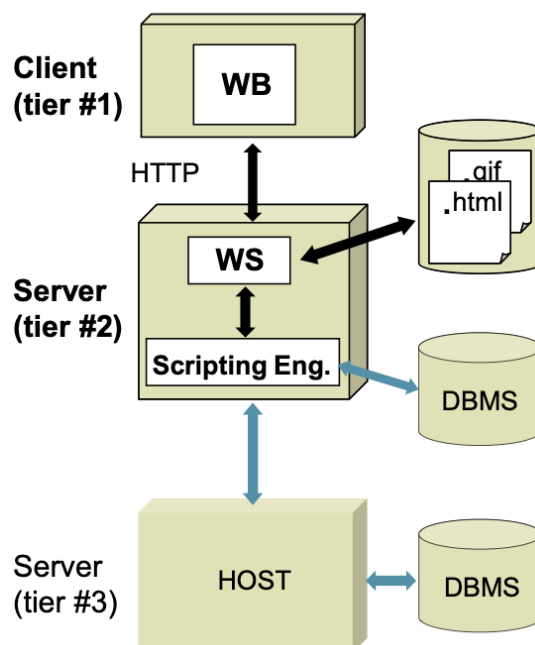 Client
(tier #1)
WB
HTTP
.gif
.html
WS
Server
(tier #2)
Scripting Eng.
DBMS
Server
(tier #3)
HOST
DBMS